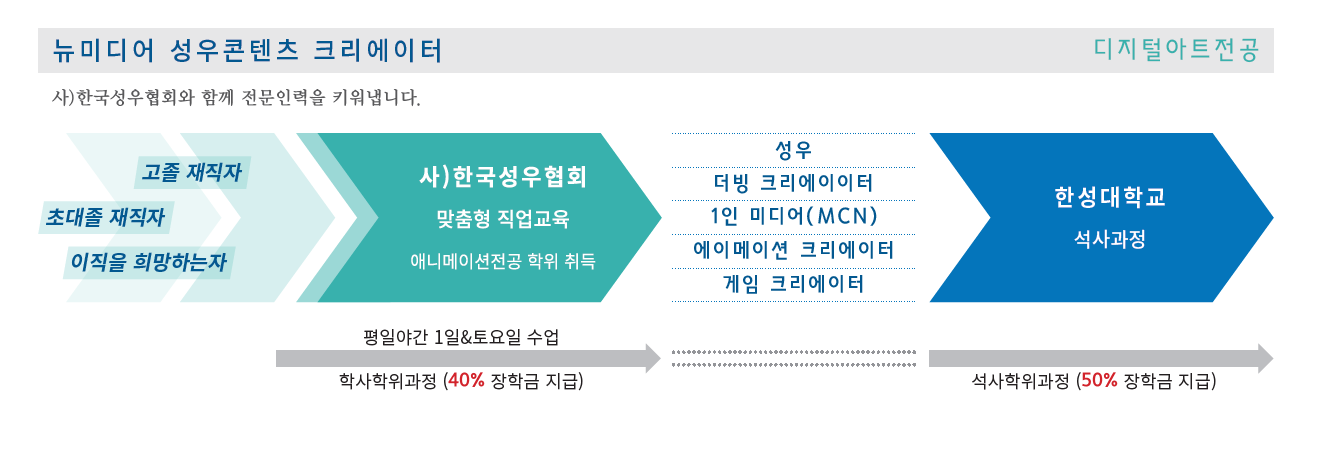 뉴미디어 성우콘텐츠 크리에이터
디지털아트전공
사)한국성우협회와 함께 전문인력을 키워냅니다.
고졸 재직자
초대졸 재직자
이직을 희망하는자
사)한국성우협회
맞춤형 직업교육
애니메이션전공 학위 취득
성우
더빙 크리에이이터
1인 미디어(MCN)
에이메이션 크리에이터
게임 크리에이터
한성대학교
석사과정
평일야간 1일&토요일 수업
학사학위과정 (40% 장학금 지급)
석사학위과정 (50% 장학금 지급)